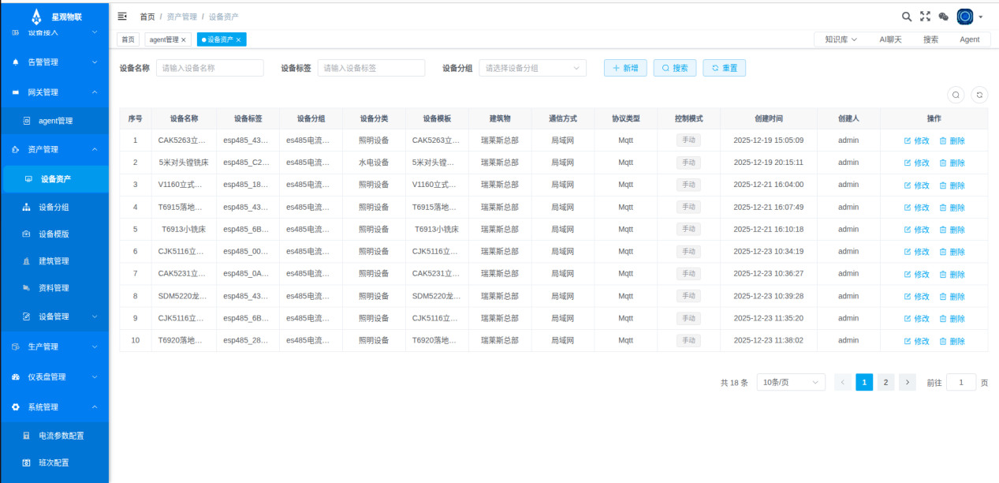 星观物联
首页 / 资产管理 / 设备资产
设备接入
首页 agent管理 × 设备资产 ×
知识库 AI聊天 搜索 Agent
告警管理
网关管理
agent管理
资产管理
设备资产
设备分组
设备模版
建筑管理
资料管理
设备管理
生产管理
仪表盘管理
系统管理
电流参数配置
班次配置
设备名称 请输入设备名称 设备标签 请输入设备标签 设备分组 请选择设备分组 新增 搜索 重置
序号 设备名称 设备标签 设备分组 设备分类 设备模板 建筑物 通信方式 协议类型 控制模式 创建时间 创建人 操作
1 CAK5263立... esp485_43... es485电流... 照明设备 CAK5263立... 瑞莱斯总部 局域网 Mqtt 手动 2025-12-19 15:05:09 admin 修改 删除
2 5米对头镗铣床 esp485_C2... es485电流... 水电设备 5米对头镗... 瑞莱斯总部 局域网 Mqtt 手动 2025-12-19 20:15:11 admin 修改 删除
3 V1160立式... esp485_18... es485电流... 照明设备 V1160立式... 瑞莱斯总部 局域网 Mqtt 手动 2025-12-21 16:04:00 admin 修改 删除
4 T6915落地... esp485_43... es485电流... 照明设备 T6915落地... 瑞莱斯总部 局域网 Mqtt 手动 2025-12-21 16:07:49 admin 修改 删除
5 T6913小铣床 esp485_6B... es485电流... 照明设备 T6913小铣床 瑞莱斯总部 局域网 Mqtt 手动 2025-12-21 16:10:18 admin 修改 删除
6 CJK5116立... esp485_00... es485电流... 照明设备 CJK5116立... 瑞莱斯总部 局域网 Mqtt 手动 2025-12-23 10:34:19 admin 修改 删除
7 CAK5231立... esp485_0A... es485电流... 照明设备 CAK5231立... 瑞莱斯总部 局域网 Mqtt 手动 2025-12-23 10:36:27 admin 修改 删除
8 SDM5220龙... esp485_43... es485电流... 照明设备 SDM5220龙... 瑞莱斯总部 局域网 Mqtt 手动 2025-12-23 10:39:28 admin 修改 删除
9 CJK5116立... esp485_6B... es485电流... 照明设备 CJK5116立... 瑞莱斯总部 局域网 Mqtt 手动 2025-12-23 11:35:20 admin 修改 删除
10 T6920落地... esp485_28... es485电流... 照明设备 T6920落地... 瑞莱斯总部 局域网 Mqtt 手动 2025-12-23 11:38:02 admin 修改 删除
共 18 条 10条/页 1 2 前往 1 页